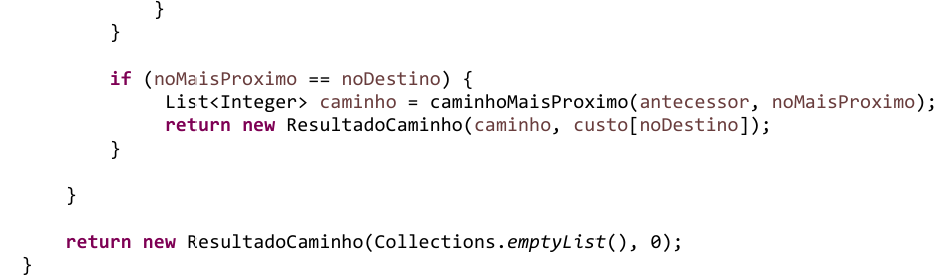 }
}
if (noMaisProximo == noDestino) {
List<Integer> caminho = caminhoMaisProximo(antecessor, noMaisProximo);
return new ResultadoCaminho(caminho, custo[noDestino]);
}
}
return new ResultadoCaminho(Collections.emptyList(), 0);
}